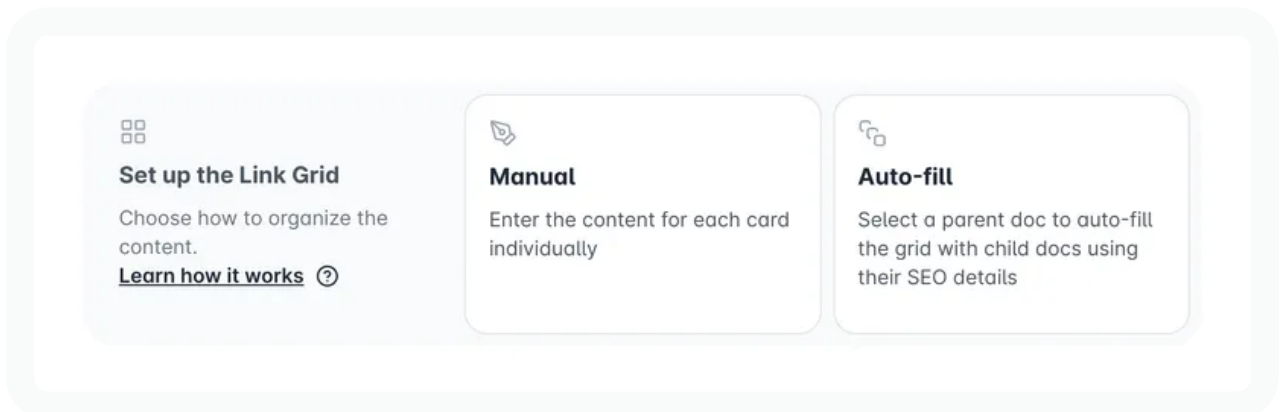 Set up the Link Grid
Choose how to organize the
content.
Learn how it works
Manual
Enter the content for each card
individually
Auto-fill
Select a parent doc to auto-fill
the grid with child docs using
their SEO details